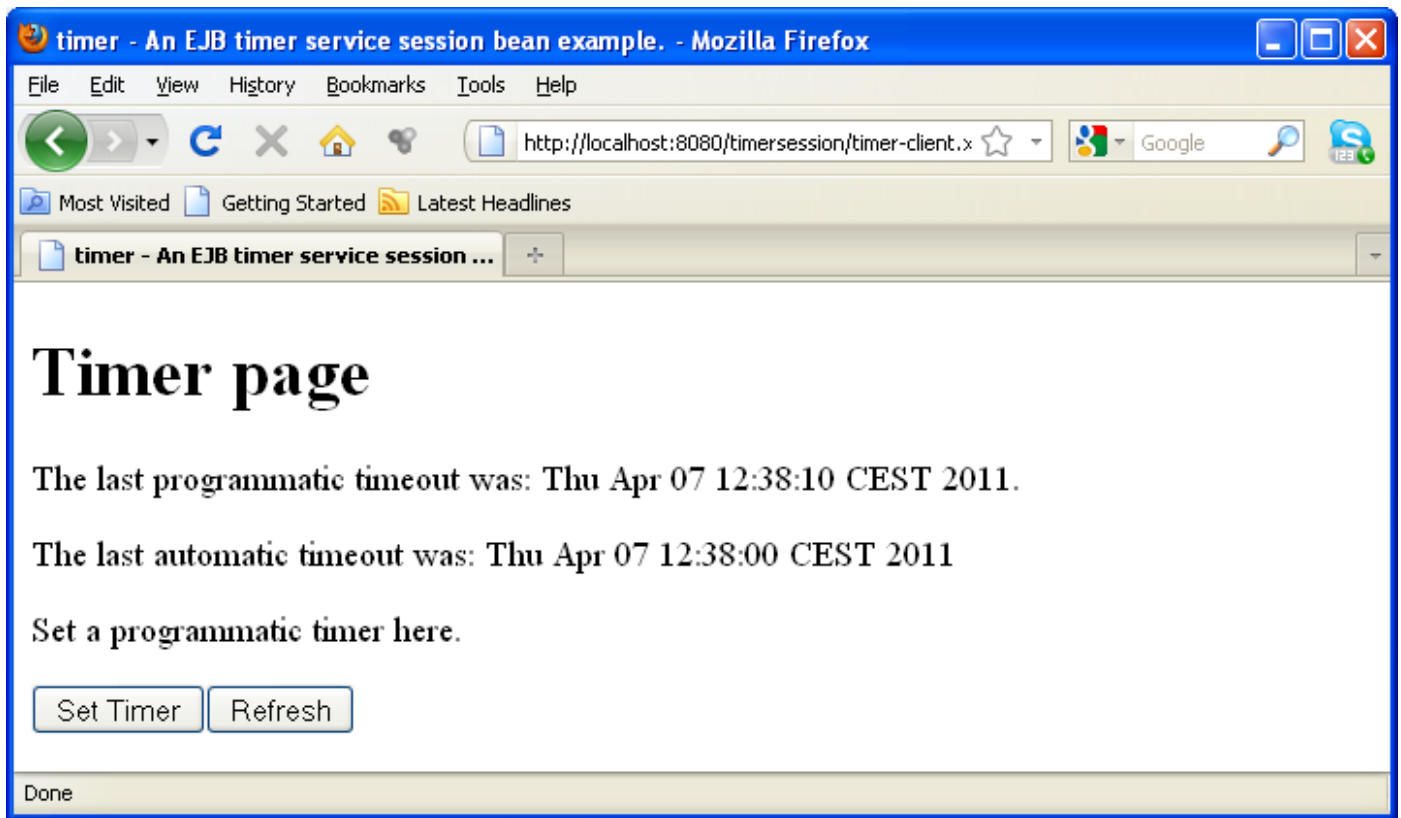 timer - An EJB timer service session bean example. - Mozilla Firefox
File Edit View History Bookmarks Tools Help
http://localhost:8080/timersession/timer-client.x Google
123
Most Visited Getting Started Latest Headlines
timer - An EJB timer service session ...
Timer page
The last programmatic timeout was: Thu Apr 07 12:38:10 CEST 2011.
The last automatic timeout was: Thu Apr 07 12:38:00 CEST 2011
Set a programmatic timer here.
Set Timer Refresh
Done